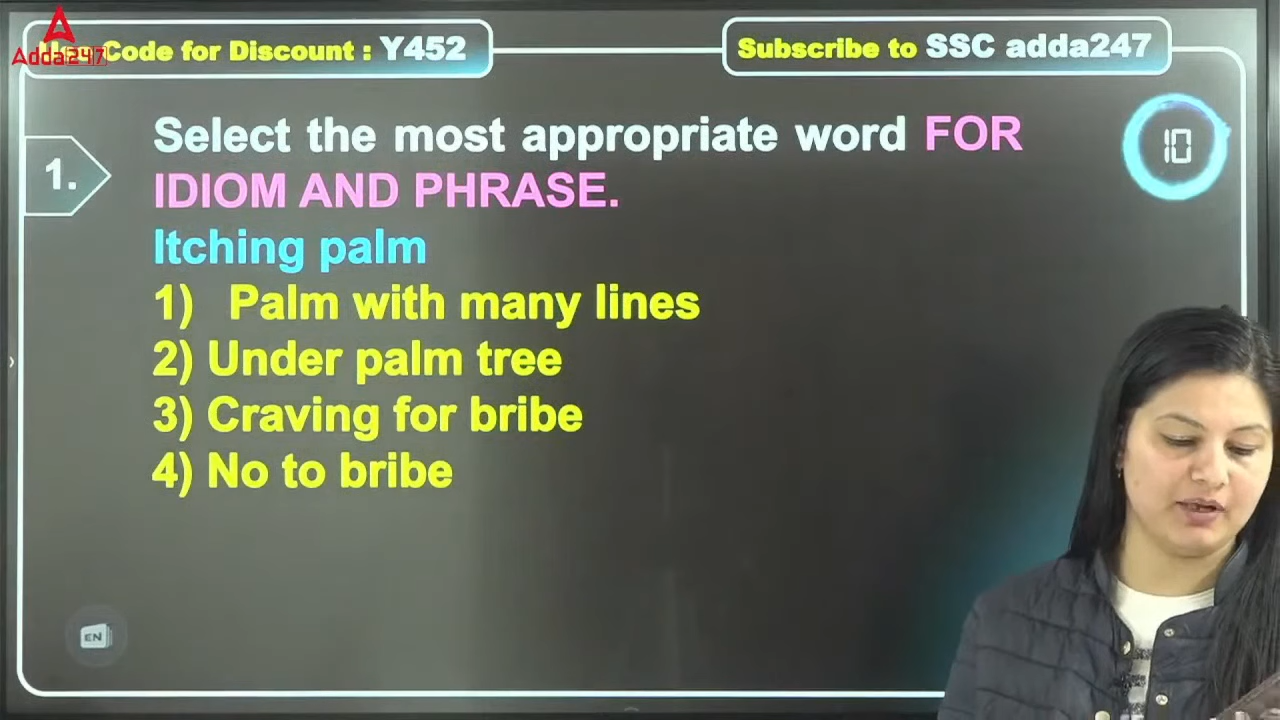 Use Code for Discount : Y452
Adda247
Subscribe to SSC adda247
1.
10
Select the most appropriate word FOR
IDIOM AND PHRASE.
Itching palm
1) Palm with many lines
2) Under palm tree
3) Craving for bribe
4) No to bribe
EN